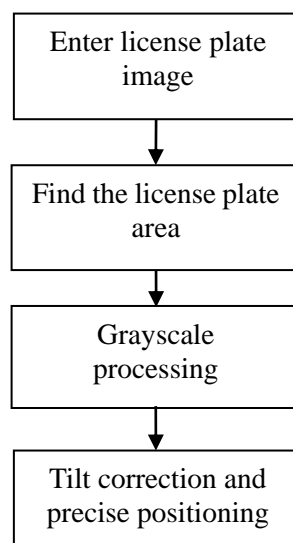 Enter license plate
image
Find the license plate
area
Grayscale
processing
Tilt correction and
precise positioning